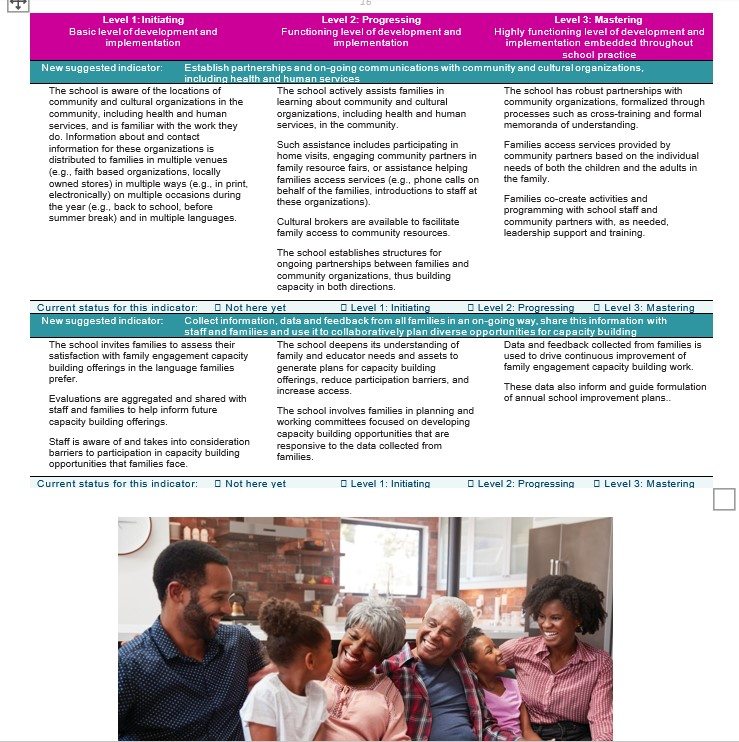 16
Level 1: Initiating
Basic level of development and
implementation
Level 2: Progressing
Functioning level of development and
implementation
Level 3: Mastering
Highly functioning level of development and
implementation embedded throughout
school practice
New suggested indicator: Establish partnerships and on-going communications with community and cultural organizations,
including health and human services
The school is aware of the locations of
community and cultural organizations in the
community, including health and human
services, and is familiar with the work they
do. Information about and contact
information for these organizations is
distributed to families in multiple venues
(e.g., faith based organizations, locally
owned stores) in multiple ways (e.g., in print,
electronically) on multiple occasions during
the year (e.g., back to school, before
summer break) and in multiple languages.
The school actively assists families in
learning about community and cultural
organizations, including health and human
services, in the community.
Such assistance includes participating in
home visits, engaging community partners in
family resource fairs, or assistance helping
families access services (e.g., phone calls on
behalf of the families, introductions to staff at
these organizations).
Cultural brokers are available to facilitate
family access to community resources.
The school establishes structures for
ongoing partnerships between families and
community organizations, thus building
capacity in both directions.
The school has robust partnerships with
community organizations, formalized through
processes such as cross-training and formal
memoranda of understanding.
Families access services provided by
community partners based on the individual
needs of both the children and the adults in
the family.
Families co-create activities and
programming with school staff and
community partners with, as needed,
leadership support and training.
Current status for this indicator: ☐ Not here yet ☐ Level 1: Initiating ☐ Level 2: Progressing ☐ Level 3: Mastering
New suggested indicator: Collect information, data and feedback from all families in an on-going way, share this information with
staff and families and use it to collaboratively plan diverse opportunities for capacity building
The school invites families to assess their
satisfaction with family engagement capacity
building offerings in the language families
prefer.
Evaluations are aggregated and shared with
staff and families to help inform future
capacity building offerings.
Staff is aware of and takes into consideration
barriers to participation in capacity building
opportunities that families face.
The school deepens its understanding of
family and educator needs and assets to
generate plans for capacity building
offerings, reduce participation barriers, and
increase access.
The school involves families in planning and
working committees focused on developing
capacity building opportunities that are
responsive to the data collected from
families.
Data and feedback collected from families is
used to drive continuous improvement of
family engagement capacity building work.
These data also inform and guide formulation
of annual school improvement plans..
Current status for this indicator: ☐ Not here yet ☐ Level 1: Initiating ☐ Level 2: Progressing ☐ Level 3: Mastering